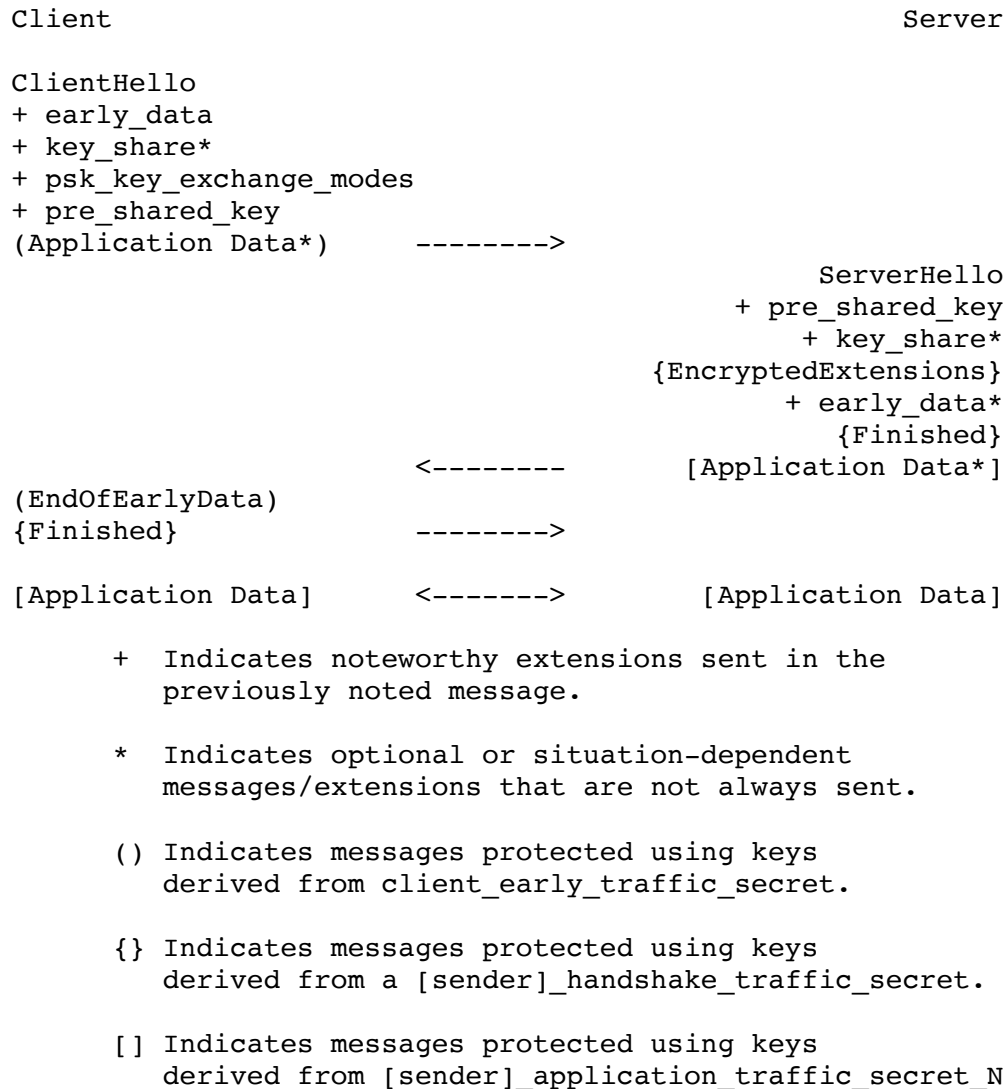 Client                                               Server

ClientHello
+ early_data
+ key_share*
+ psk_key_exchange_modes
+ pre_shared_key
(Application Data*)     -------->
                                                ServerHello
                                           + pre_shared_key
                                               + key_share*
                                      {EncryptedExtensions}
                                              + early_data*
                                                 {Finished}
                        <--------       [Application Data*]
(EndOfEarlyData)
{Finished}              -------->

[Application Data]      <------->        [Application Data]

      +  Indicates noteworthy extensions sent in the
         previously noted message.

      *  Indicates optional or situation-dependent
         messages/extensions that are not always sent.

      () Indicates messages protected using keys
         derived from client_early_traffic_secret.

      {} Indicates messages protected using keys
         derived from a [sender]_handshake_traffic_secret.

      [] Indicates messages protected using keys
         derived from [sender]_application_traffic_secret_N